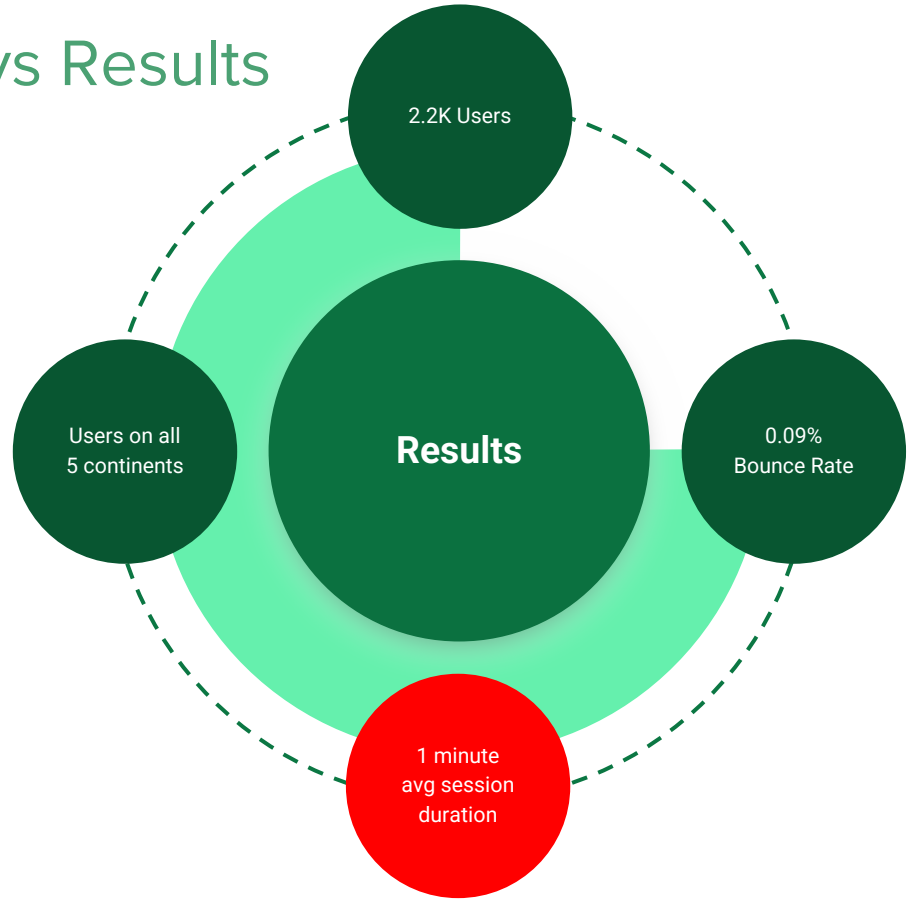 ys Results
2.2K Users
Users on all
5 continents
Results
0.09%
Bounce Rate
1 minute
avg session
duration